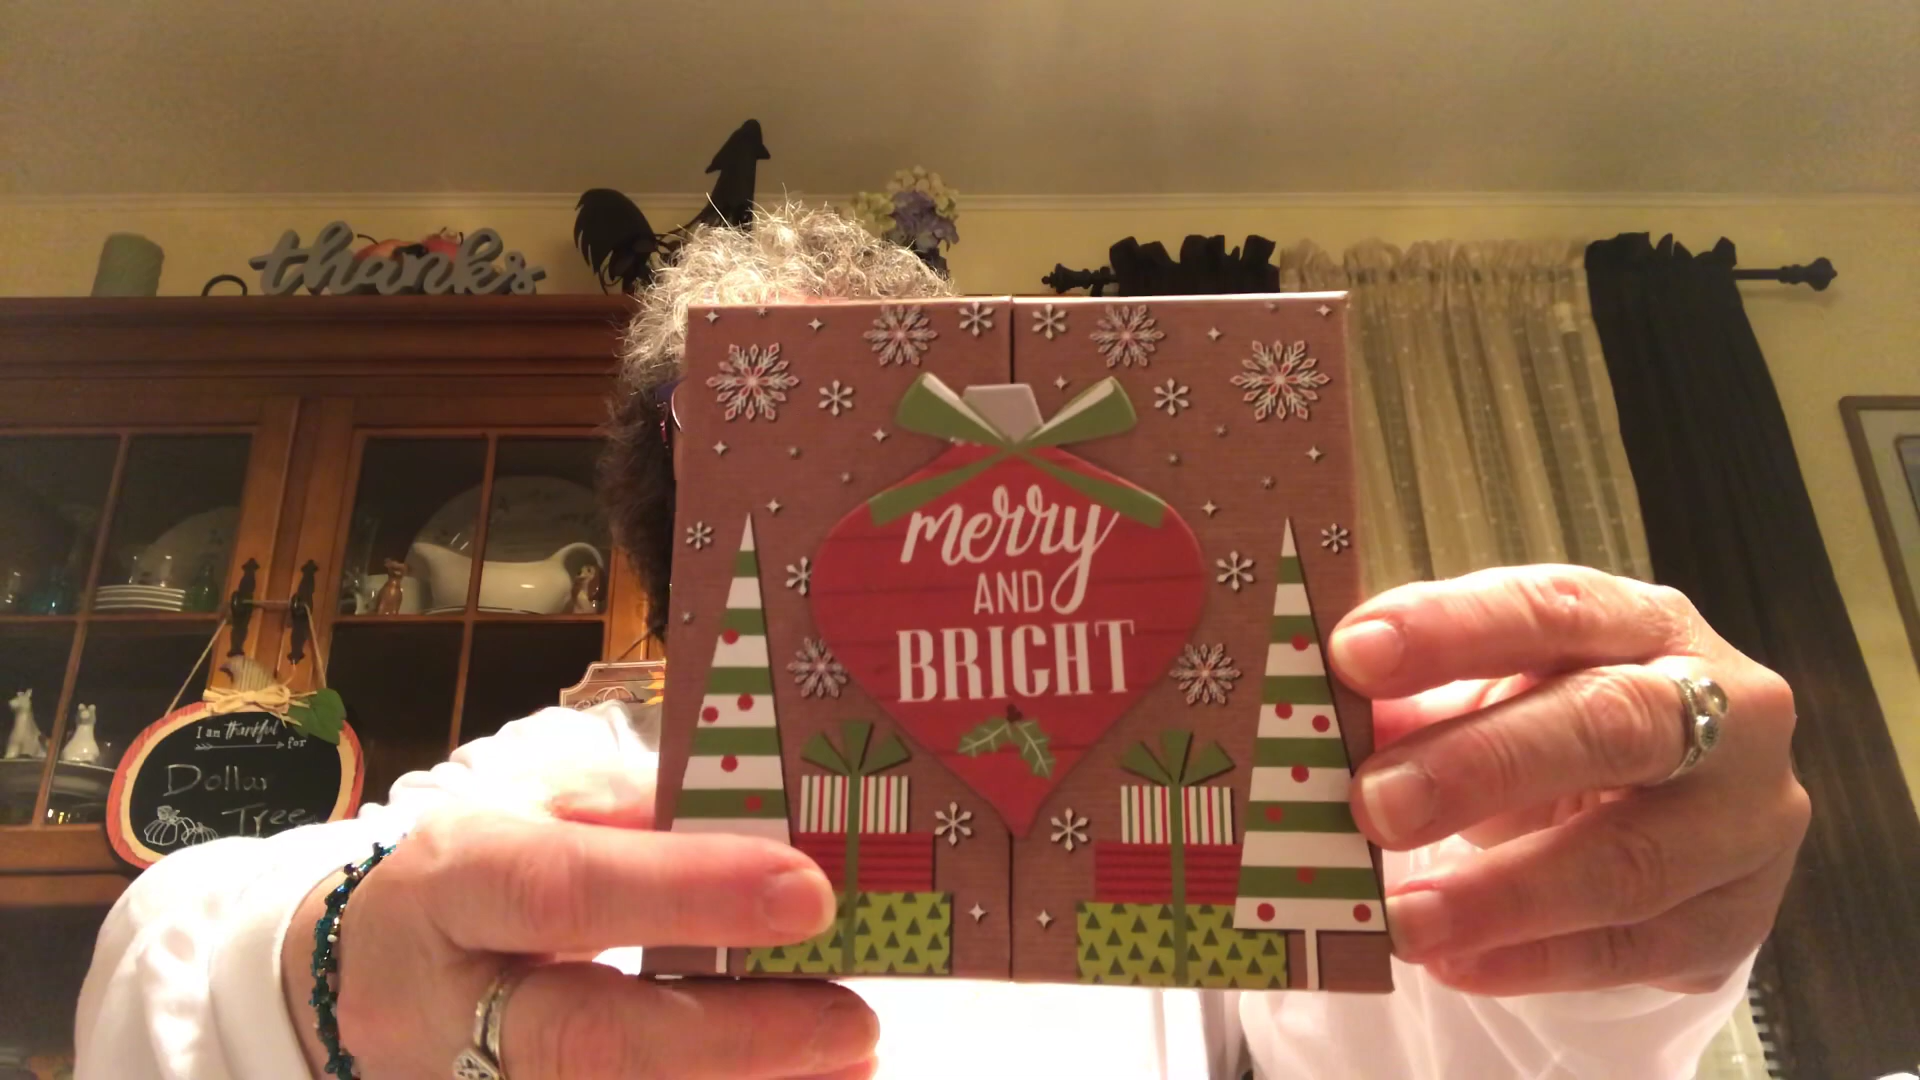 thanks
merry
AND
BRIGHT
I am thankful
for
Dollar
Tree